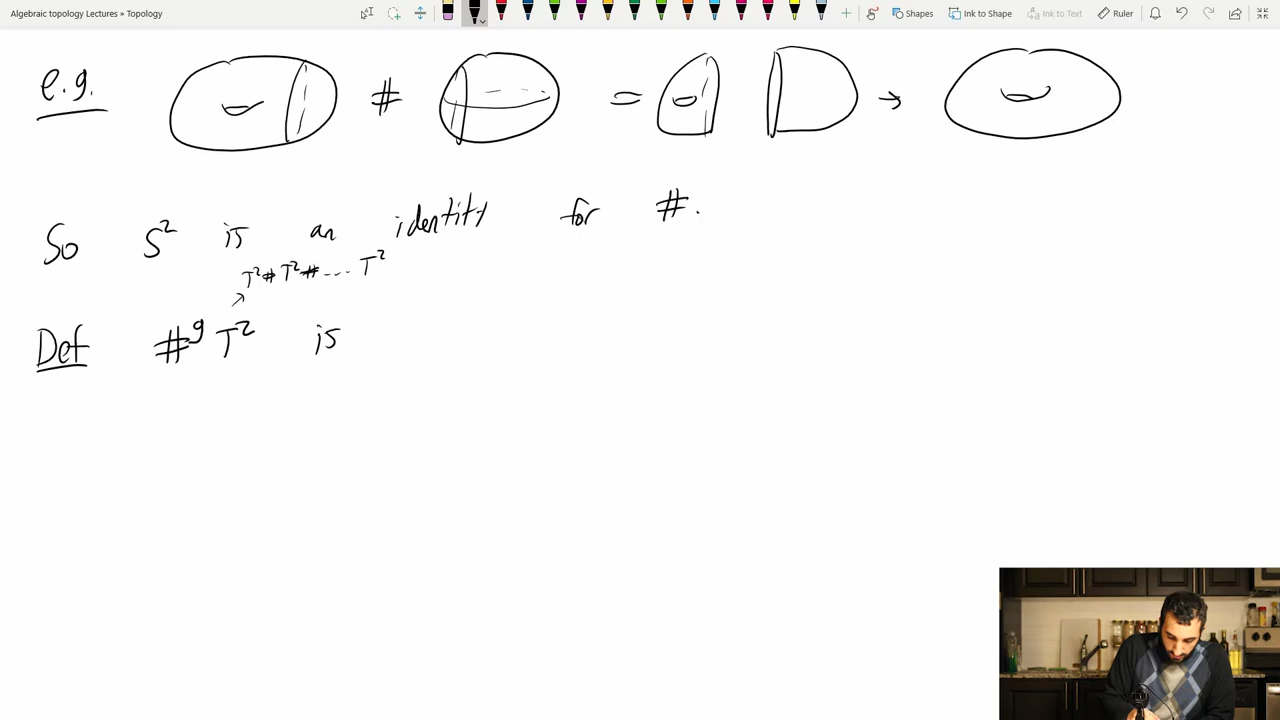 Algebraic topology Lectures » Topology
Shapes Ink to Shape Ink to Text Ruler
e.g. # = →
So S² is an identity for #.
T² # T² # .... T²
Def #ᵍ T² is